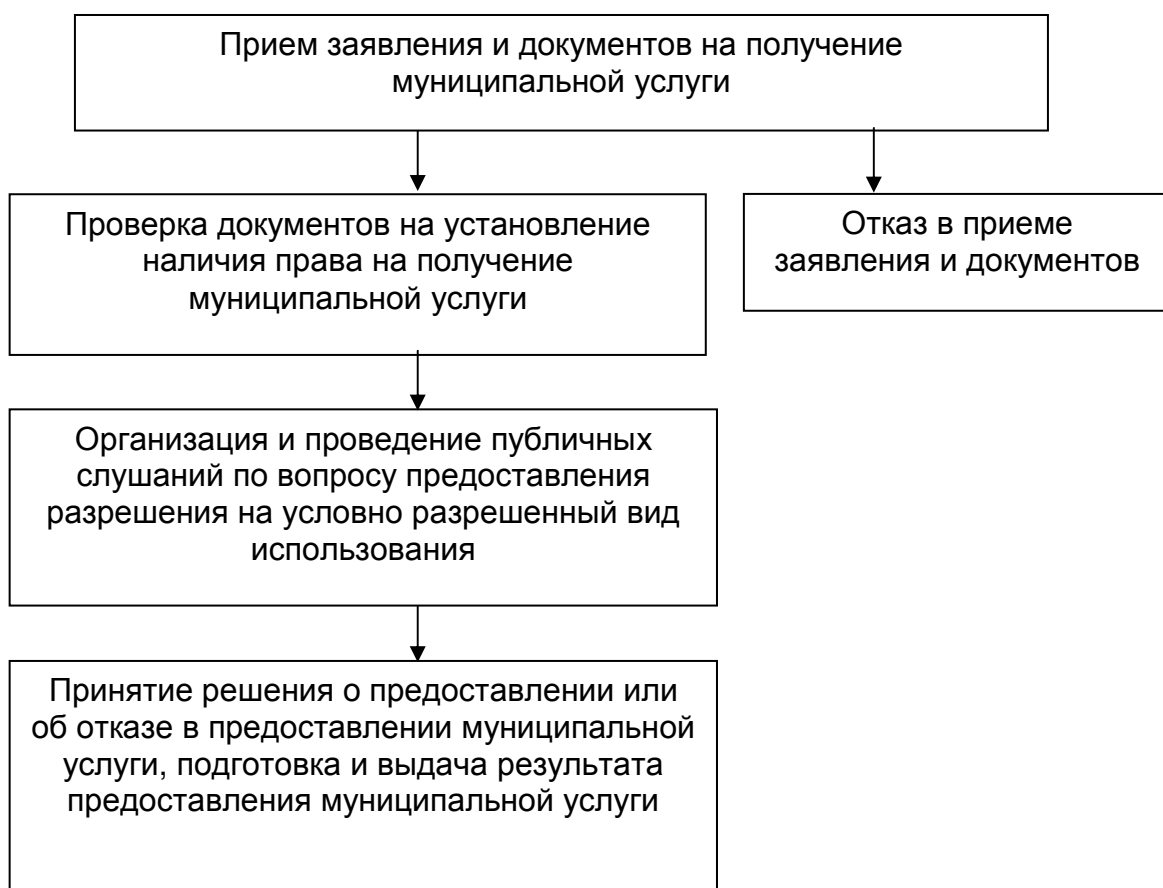 Прием заявления и документов на получение
муниципальной услуги
Проверка документов на установление
наличия права на получение
муниципальной услуги
Отказ в приеме
заявления и документов
Организация и проведение публичных
слушаний по вопросу предоставления
разрешения на условно разрешенный вид
использования
Принятие решения о предоставлении или
об отказе в предоставлении муниципальной
услуги, подготовка и выдача результата
предоставления муниципальной услуги